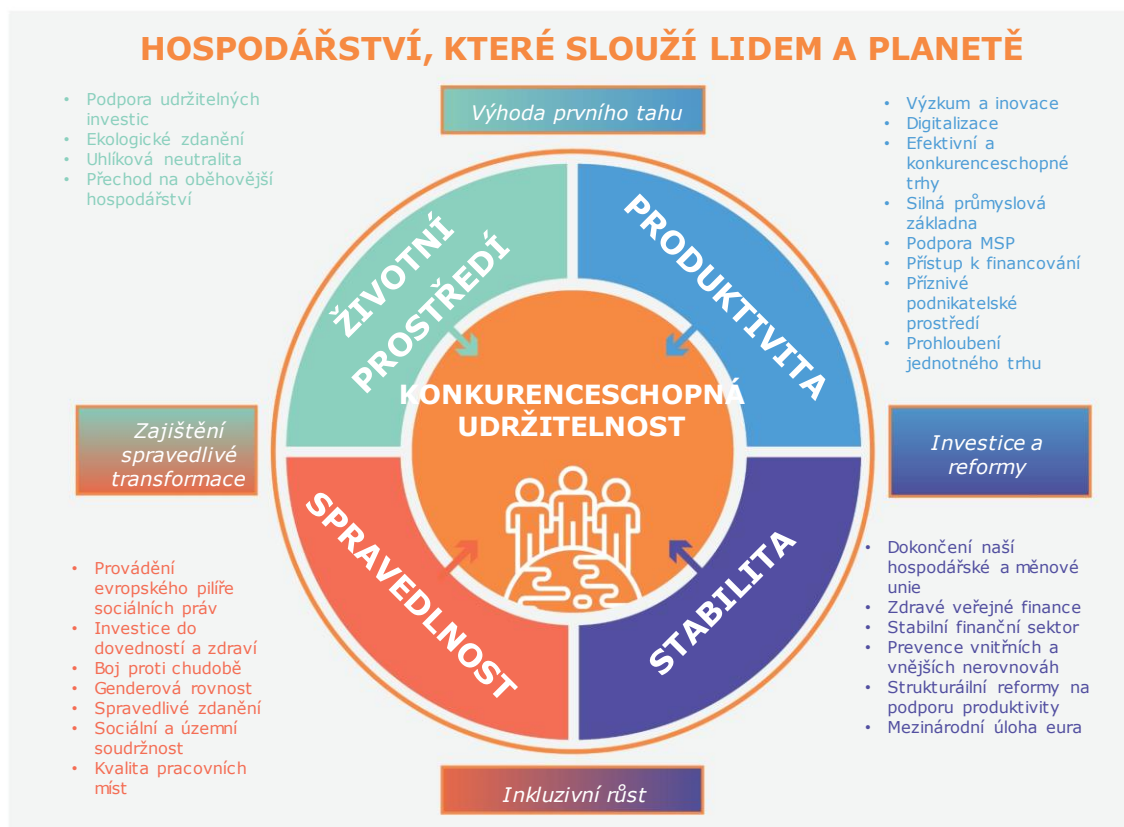 HOSPODÁŘSTVÍ, KTERÉ SLOUŽÍ LIDEM A PLANETĚ
• Podpora udržitelných
investic
• Ekologické zdanění
• Uhlíková neutralita
• Přechod na oběhovější
hospodářství
Výhoda prvního tahu
• Výzkum a inovace
• Digitalizace
• Efektivní a
konkurenceschopné
trhy
• Silná průmyslová
základna
• Podpora MSP
• Přístup k financování
• Příznivé
podnikatelské
prostředí
• Prohloubení
jednotného trhu
ŽIVOTNÍ
PROSTŘEDÍ
PRODUKTIVITA
KONKURENCESCHOPNÁ
UDRŽITELNOST
Zajištění
spravedlivé
transformace
Investice a
reformy
SPRAVEDLNOST
STABILITA
• Provádění
evropského pilíře
sociálních práv
• Investice do
dovedností a zdraví
• Boj proti chudobě
• Genderová rovnost
• Spravedlivé zdanění
• Sociální a územní
soudržnost
• Kvalita pracovních
míst
• Dokončení naší
hospodářské a měnové
unie
• Zdravé veřejné finance
• Stabilní finanční sektor
• Prevence vnitřních a
vnějších nerovnováh
• Strukturáilní reformy na
podporu produktivity
• Mezinárodní úloha eura
Inkluzivní růst